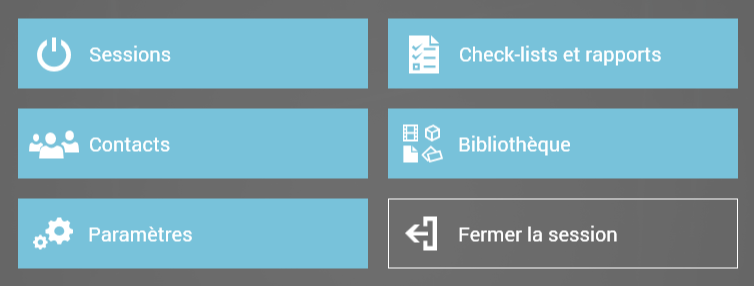 Sessions
Check-lists et rapports
Contacts
Bibliothèque
Paramètres
Fermer la session